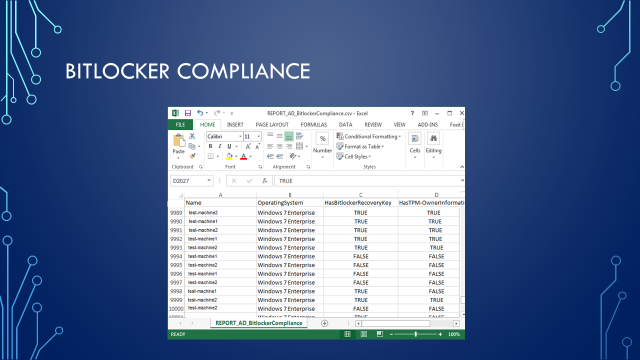 BITLOCKER COMPLIANCE
REPORT_AD_BitlockerCompliance.csv - Excel
FILE HOME INSERT PAGE LAYOUT FORMULAS DATA REVIEW VIEW ADD-INS Foxit
Paste
Calibri 11
B I U
Number
Conditional Formatting
Format as Table
Cell Styles
Cells
Editing
Clipboard Font Alignment Styles
D2027 TRUE
A B C D
Name OperatingSystem HasBitlockerRecoveryKey HasTPM-OwnerInformati
9989 test-machine2 Windows 7 Enterprise TRUE TRUE
9990 test-machine1 Windows 7 Enterprise TRUE TRUE
9991 test-machine2 Windows 7 Enterprise TRUE TRUE
9992 test-machine1 Windows 7 Enterprise TRUE TRUE
9993 test-machine2 Windows 7 Enterprise TRUE TRUE
9994 test-machine1 Windows 7 Enterprise FALSE FALSE
9995 test-machine2 Windows 7 Enterprise FALSE FALSE
9996 test-machine1 Windows 7 Enterprise FALSE FALSE
9997 test-machine2 Windows 7 Enterprise FALSE FALSE
9998 test-machine1 Windows 7 Enterprise TRUE FALSE
9999 test-machine2 Windows 7 Enterprise TRUE TRUE
10000 test-machine2 Windows 7 Enterprise FALSE FALSE
REPORT_AD_BitlockerCompliance
READY 100%